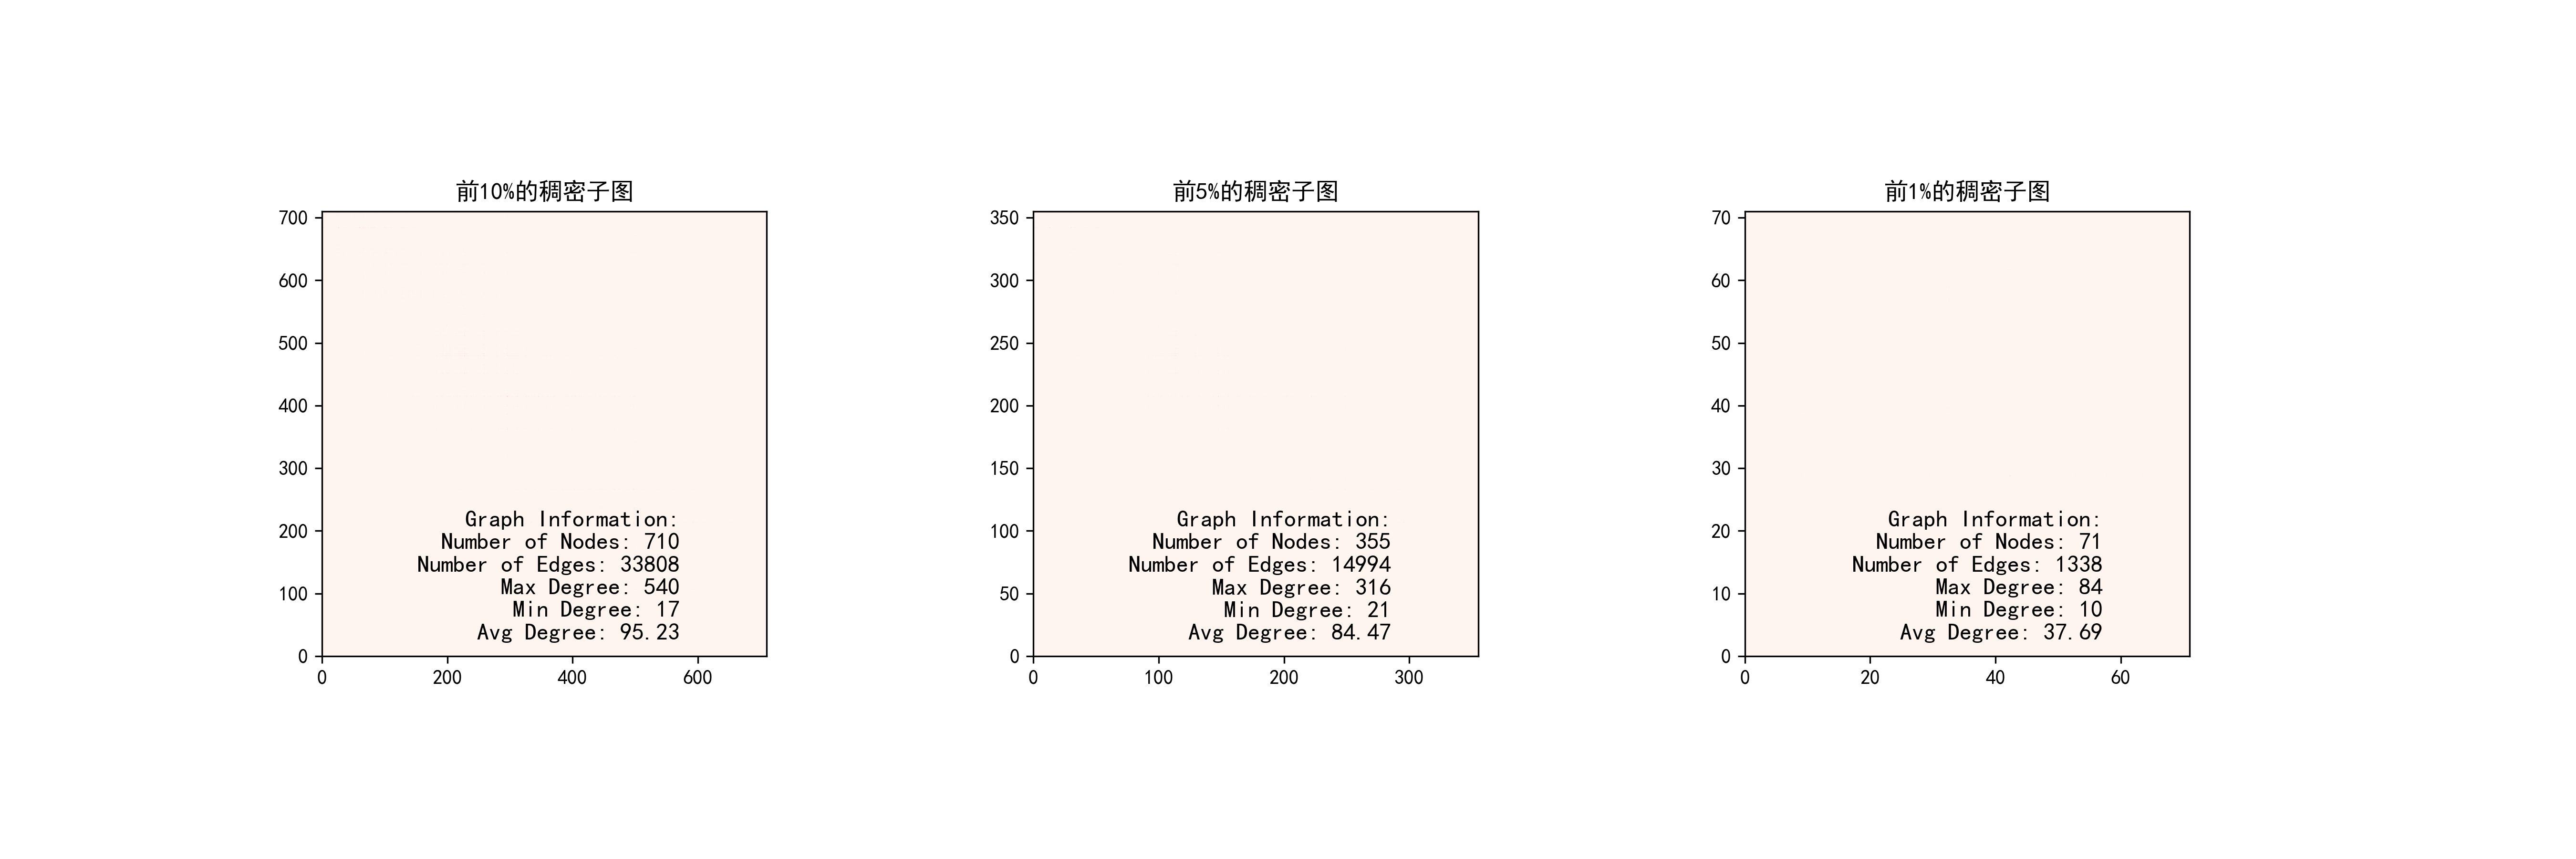 前10%的稠密子图
700
600
500
400
300
200
100
0
Graph Information:
Number of Nodes: 710
Number of Edges: 33808
Max Degree: 540
Min Degree: 17
Avg Degree: 95.23
0 200 400 600
前5%的稠密子图
350
300
250
200
150
100
50
0
Graph Information:
Number of Nodes: 355
Number of Edges: 14994
Max Degree: 316
Min Degree: 21
Avg Degree: 84.47
0 100 200 300
前1%的稠密子图
70
60
50
40
30
20
10
0
Graph Information:
Number of Nodes: 71
Number of Edges: 1338
Max Degree: 84
Min Degree: 10
Avg Degree: 37.69
0 20 40 60